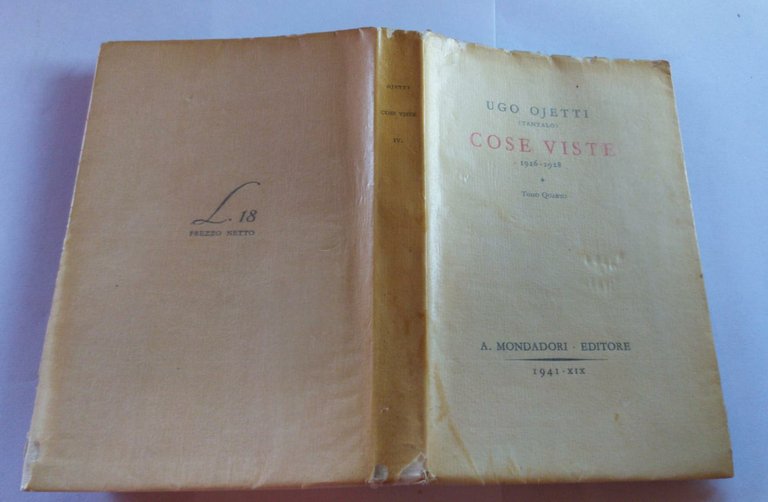 L. 18
PREZZO NETTO
OJETTI
COSE VISTE
IV.
UGO OJETTI
(TANTALO)
COSE VISTE
1926-1928
Tomo Quarto
A. MONDADORI · EDITORE
1941-XIX